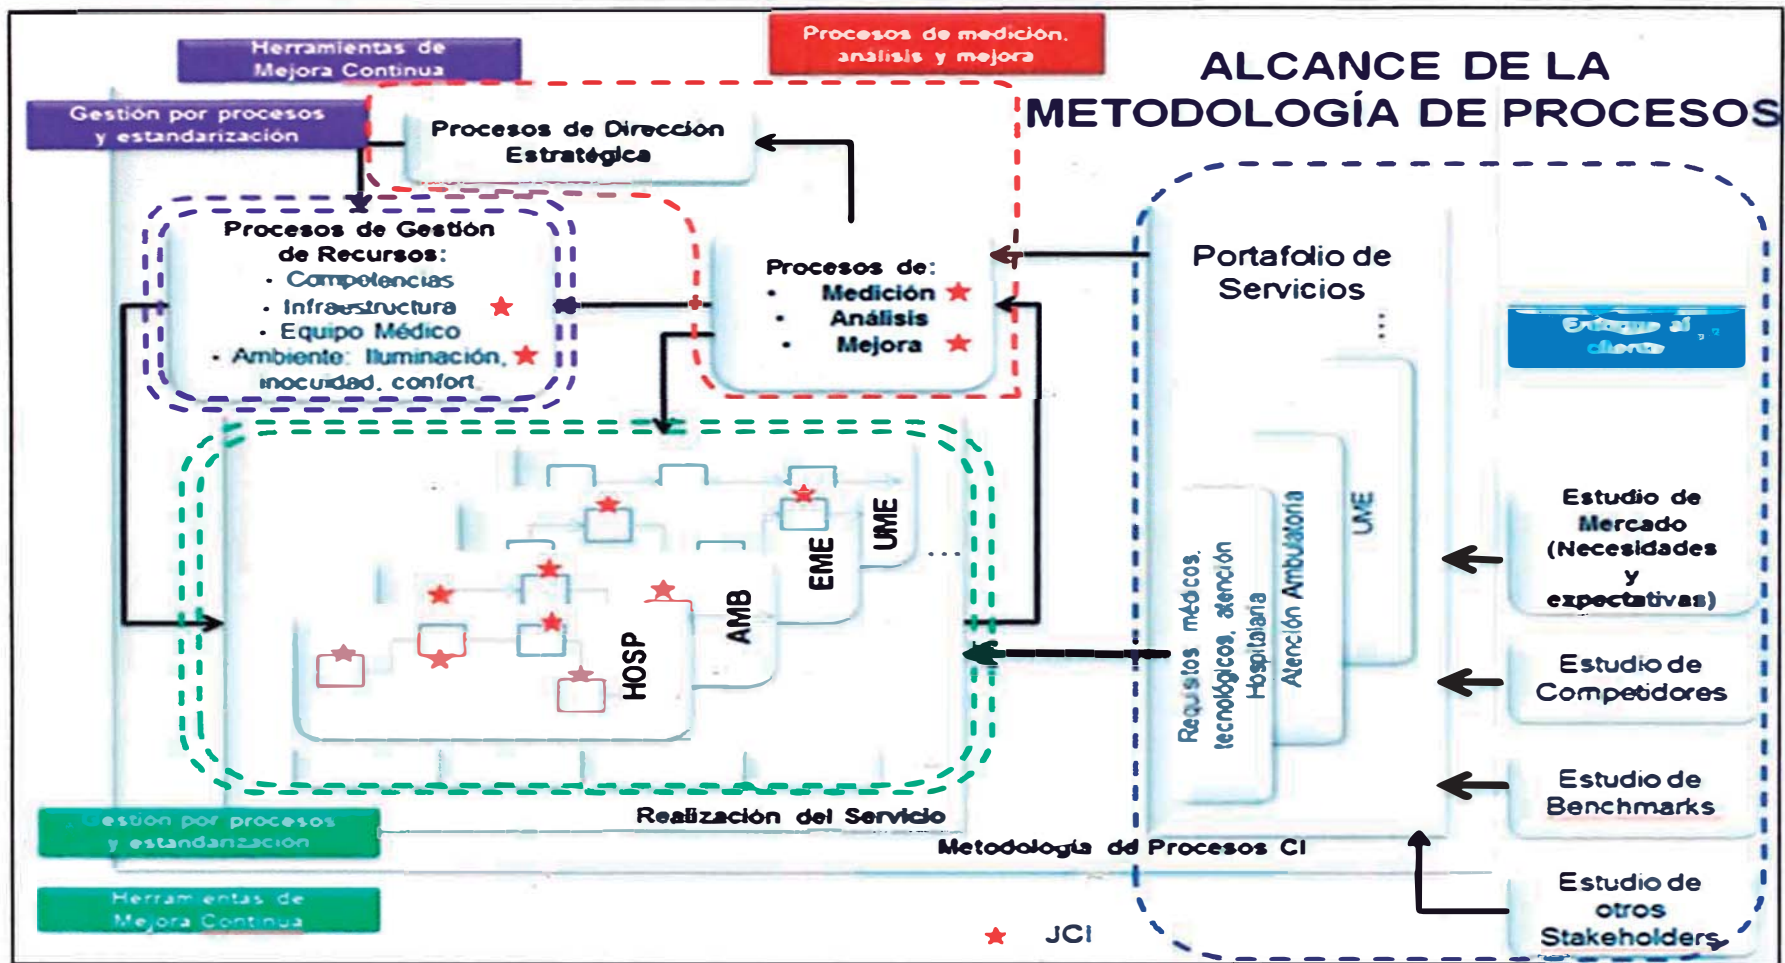 Herramientas de
Mejora Continua
Procesos de medición,
análisis y mejora
ALCANCE DE LA
METODOLOGÍA DE PROCESOS
Gestión por procesos
y estandarización
Procesos de Dirección
Estratégica
Procesos de Gestión
de Recursos:
• Competencias
• Infraestructura
• Equipo Médico
• Ambiente: Iluminación,
inocuidad, confort
Procesos de:
• Medición
• Análisis
• Mejora
Portafolio de
Servicios
...
Enfoque al
cliente
HOSP
AMB
EME
UME
...
Requisitos médicos,
tecnológicos, atención
Hospitalaria
Atención Ambulatoria
UME
Estudio de
Mercado
(Necesidades
y
expectativas)
Estudio de
Competidores
Estudio de
Benchmarks
Estudio de
otros
Stakeholders
Realización del Servicio
Metodología de Procesos CI
Gestión por procesos
y estandarización
Herramientas de
Mejora Continua
JCI